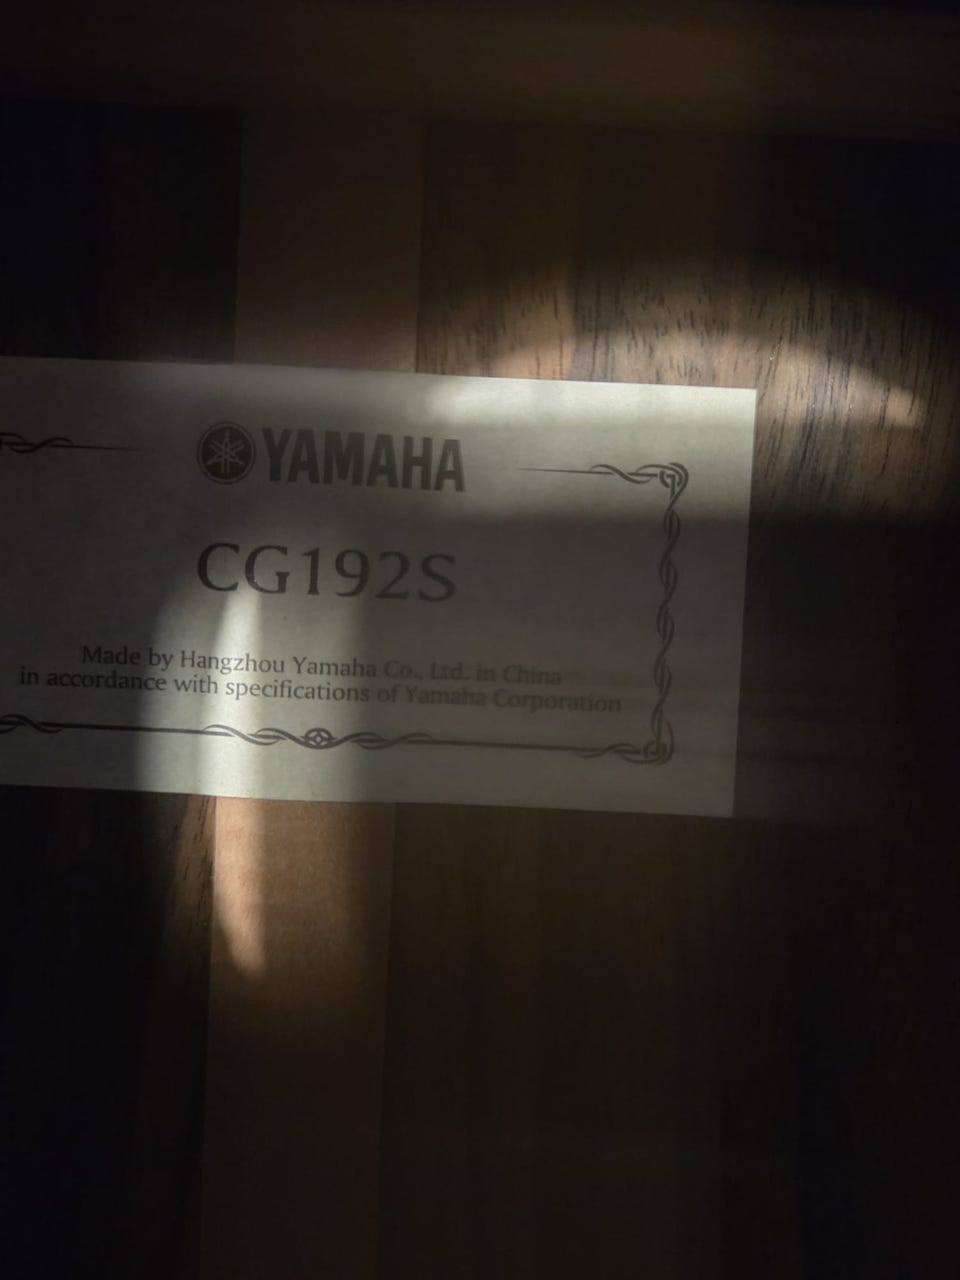 YAMAHA
CG192S
Made by Hangzhou Yamaha Co., Ltd. in China
in accordance with specifications of Yamaha Corporation